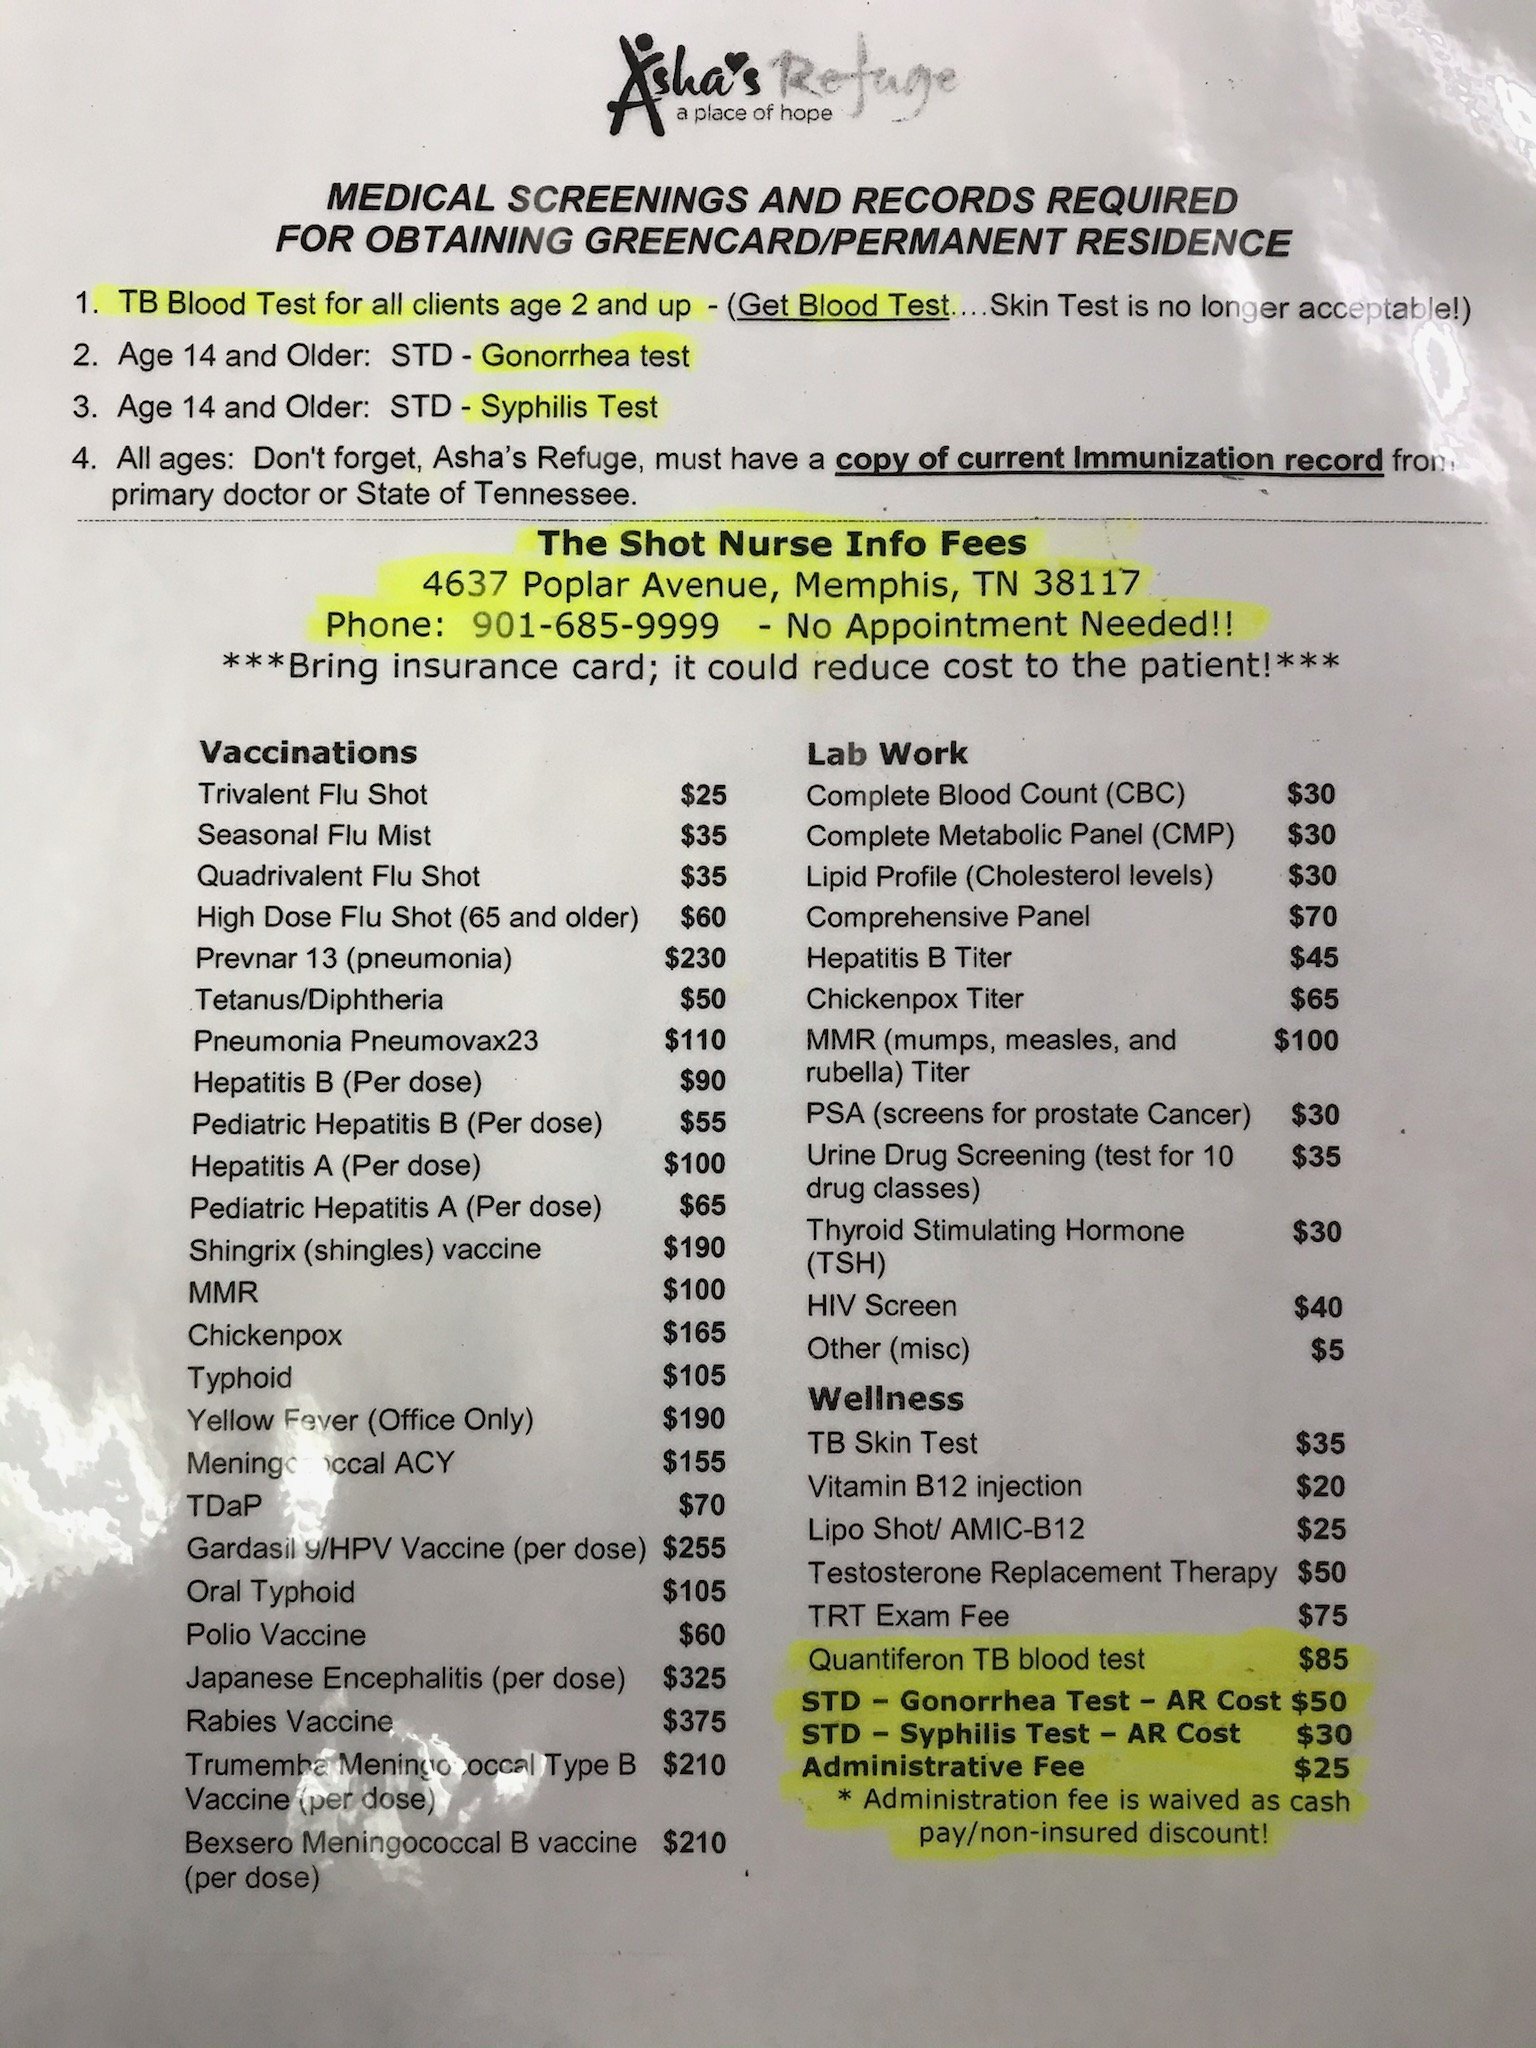 Asha's Refuge
a place of hope
MEDICAL SCREENINGS AND RECORDS REQUIRED
FOR OBTAINING GREENCARD/PERMANENT RESIDENCE
1. TB Blood Test for all clients age 2 and up - (Get Blood Test....Skin Test is no longer acceptable!)
2. Age 14 and Older: STD - Gonorrhea test
3. Age 14 and Older: STD - Syphilis Test
4. All ages: Don't forget, Asha's Refuge, must have a copy of current Immunization record from
primary doctor or State of Tennessee.
The Shot Nurse Info Fees
4637 Poplar Avenue, Memphis, TN 38117
Phone: 901-685-9999 - No Appointment Needed!!
***Bring insurance card; it could reduce cost to the patient!***
Vaccinations
Trivalent Flu Shot $25
Seasonal Flu Mist $35
Quadrivalent Flu Shot $35
High Dose Flu Shot (65 and older) $60
Prevnar 13 (pneumonia) $230
Tetanus/Diphtheria $50
Pneumonia Pneumovax23 $110
Hepatitis B (Per dose) $90
Pediatric Hepatitis B (Per dose) $55
Hepatitis A (Per dose) $100
Pediatric Hepatitis A (Per dose) $65
Shingrix (shingles) vaccine $190
MMR $100
Chickenpox $165
Typhoid $105
Yellow Fever (Office Only) $190
Meningococcal ACY $155
TDaP $70
Gardasil 9/HPV Vaccine (per dose) $255
Oral Typhoid $105
Polio Vaccine $60
Japanese Encephalitis (per dose) $325
Rabies Vaccine $375
Trumemba Meningococcal Type B $210
Vaccine (per dose)
Bexsero Meningococcal B vaccine $210
(per dose)
Lab Work
Complete Blood Count (CBC) $30
Complete Metabolic Panel (CMP) $30
Lipid Profile (Cholesterol levels) $30
Comprehensive Panel $70
Hepatitis B Titer $45
Chickenpox Titer $65
MMR (mumps, measles, and $100
rubella) Titer
PSA (screens for prostate Cancer) $30
Urine Drug Screening (test for 10 $35
drug classes)
Thyroid Stimulating Hormone $30
(TSH)
HIV Screen $40
Other (misc) $5
Wellness
TB Skin Test $35
Vitamin B12 injection $20
Lipo Shot/ AMIC-B12 $25
Testosterone Replacement Therapy $50
TRT Exam Fee $75
Quantiferon TB blood test $85
STD – Gonorrhea Test – AR Cost $50
STD – Syphilis Test – AR Cost $30
Administrative Fee $25
* Administration fee is waived as cash
pay/non-insured discount!